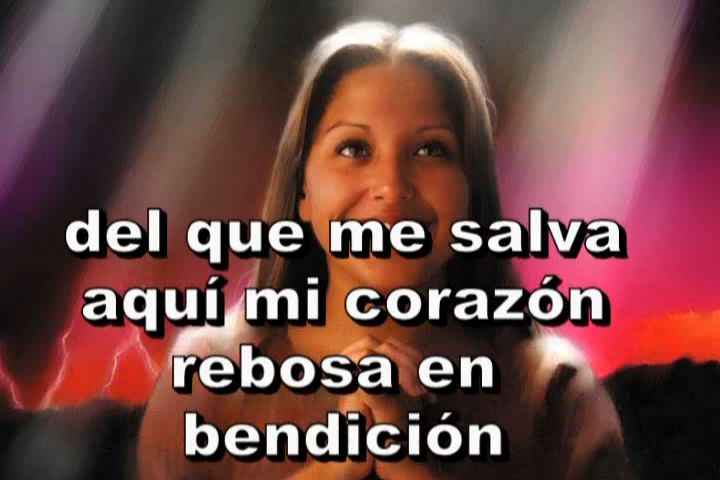 del que me salva
aquí mi corazón
rebosa en
bendición